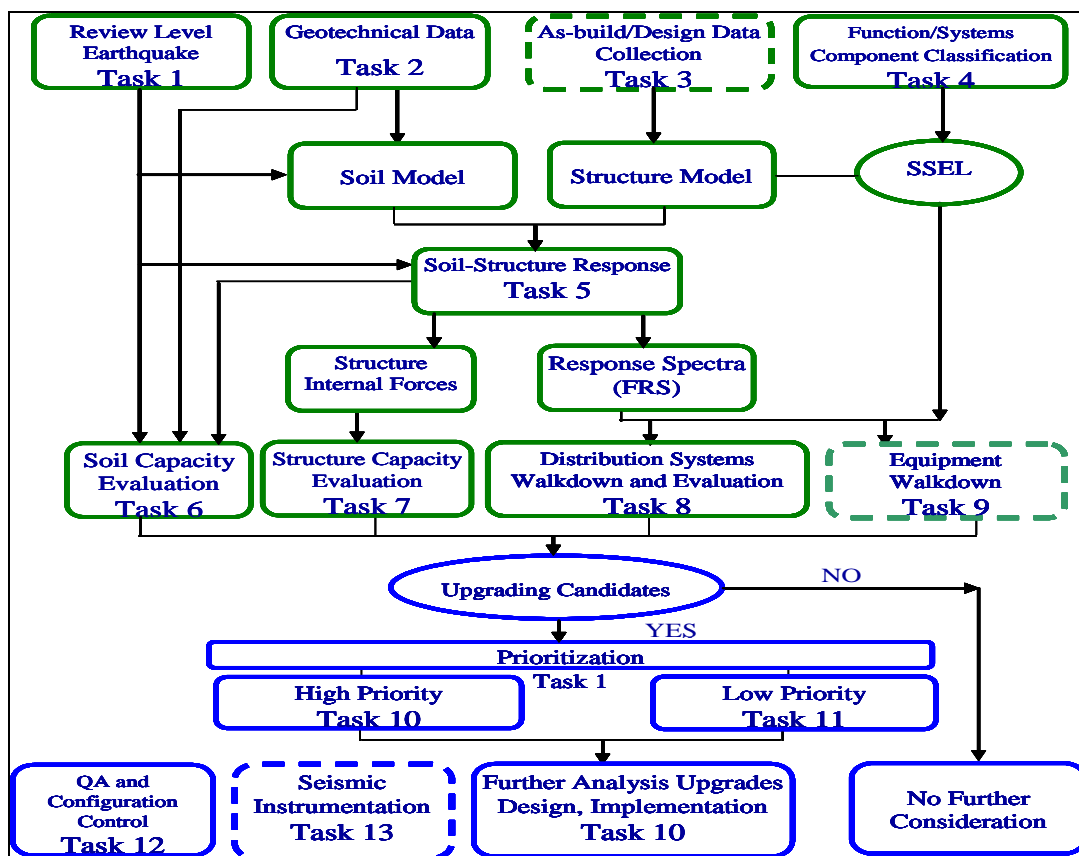 Review Level
Earthquake
Task 1
Geotechnical Data
Task 2
As-build/Design Data
Collection
Task 3
Function/Systems
Component Classification
Task 4
Soil Model
Structure Model
SSEL
Soil-Structure Response
Task 5
Structure
Internal Forces
Response Spectra
(FRS)
Soil Capacity
Evaluation
Task 6
Structure Capacity
Evaluation
Task 7
Distribution Systems
Walkdown and Evaluation
Task 8
Equipment
Walkdown
Task 9
Upgrading Candidates
NO
YES
Prioritization
Task 1
High Priority
Task 10
Low Priority
Task 11
QA and
Configuration
Control
Task 12
Seismic
Instrumentation
Task 13
Further Analysis Upgrades
Design, Implementation
Task 10
No Further
Consideration